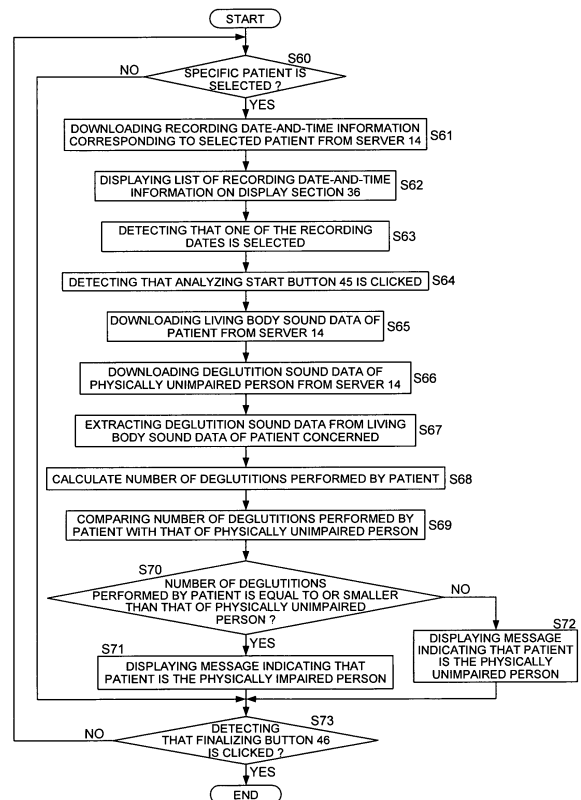 START
S60
NO
SPECIFIC PATIENT IS
SELECTED ?
YES
DOWNLOADING RECORDING DATE-AND-TIME INFORMATION
CORRESPONDING TO SELECTED PATIENT FROM SERVER 14
S61
DISPLAYING LIST OF RECORDING DATE-AND-TIME
INFORMATION ON DISPLAY SECTION 36
S62
DETECTING THAT ONE OF THE RECORDING
DATES IS SELECTED
S63
DETECTING THAT ANALYZING START BUTTON 45 IS CLICKED
S64
DOWNLOADING LIVING BODY SOUND DATA OF
PATIENT FROM SERVER 14
S65
DOWNLOADING DEGLUTITION SOUND DATA OF
PHYSICALLY UNIMPAIRED PERSON FROM SERVER 14
S66
EXTRACTING DEGLUTITION SOUND DATA FROM LIVING
BODY SOUND DATA OF PATIENT CONCERNED
S67
CALCULATE NUMBER OF DEGLUTITIONS PERFORMED BY PATIENT
S68
COMPARING NUMBER OF DEGLUTITIONS PERFORMED BY
PATIENT WITH THAT OF PHYSICALLY UNIMPAIRED PERSON
S69
S70
NUMBER OF DEGLUTITIONS
PERFORMED BY PATIENT IS EQUAL TO OR SMALLER
THAN THAT OF PHYSICALLY UNIMPAIRED
PERSON ?
NO
YES
S71
DISPLAYING MESSAGE INDICATING THAT
PATIENT IS THE PHYSICALLY IMPAIRED PERSON
S72
DISPLAYING MESSAGE
INDICATING THAT PATIENT
IS THE PHYSICALLY
UNIMPAIRED PERSON
S73
NO
DETECTING
THAT FINALIZING BUTTON 46
IS CLICKED ?
YES
END